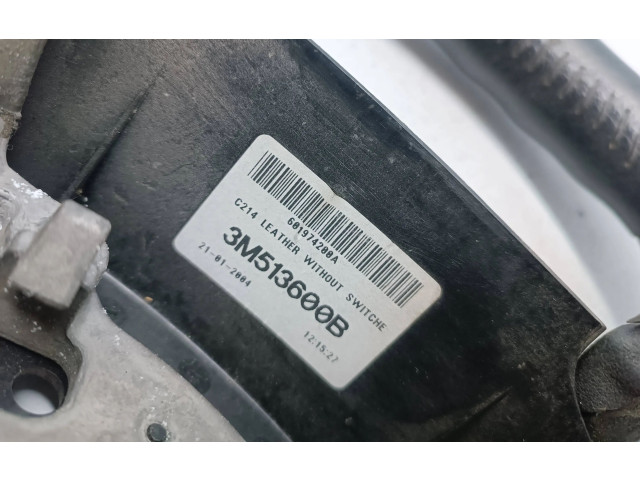 601974200A
C214 LEATHER WITHOUT SWITCHE
3M513600B
21-01-2004 12:15:27